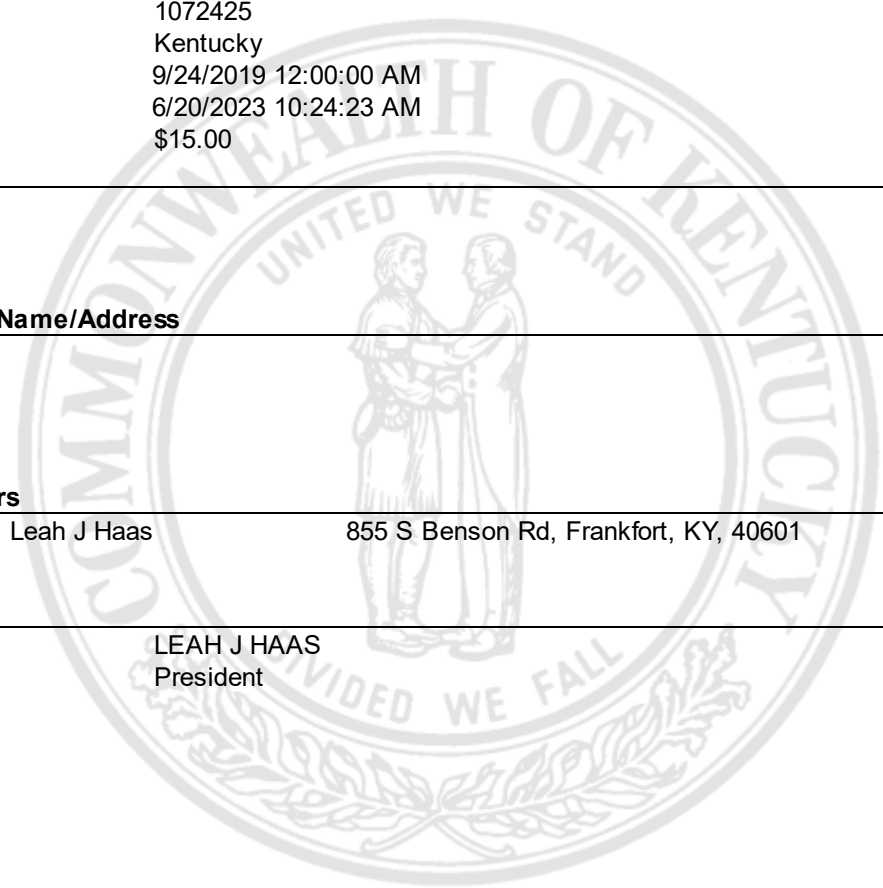 1072425
Kentucky
9/24/2019 12:00:00 AM
6/20/2023 10:24:23 AM
$15.00
COMMONWEALTH OF KENTUCKY
UNITED WE STAND
Name/Address
rs
Leah J Haas 855 S Benson Rd, Frankfort, KY, 40601
LEAH J HAAS
President
DIVIDED WE FALL